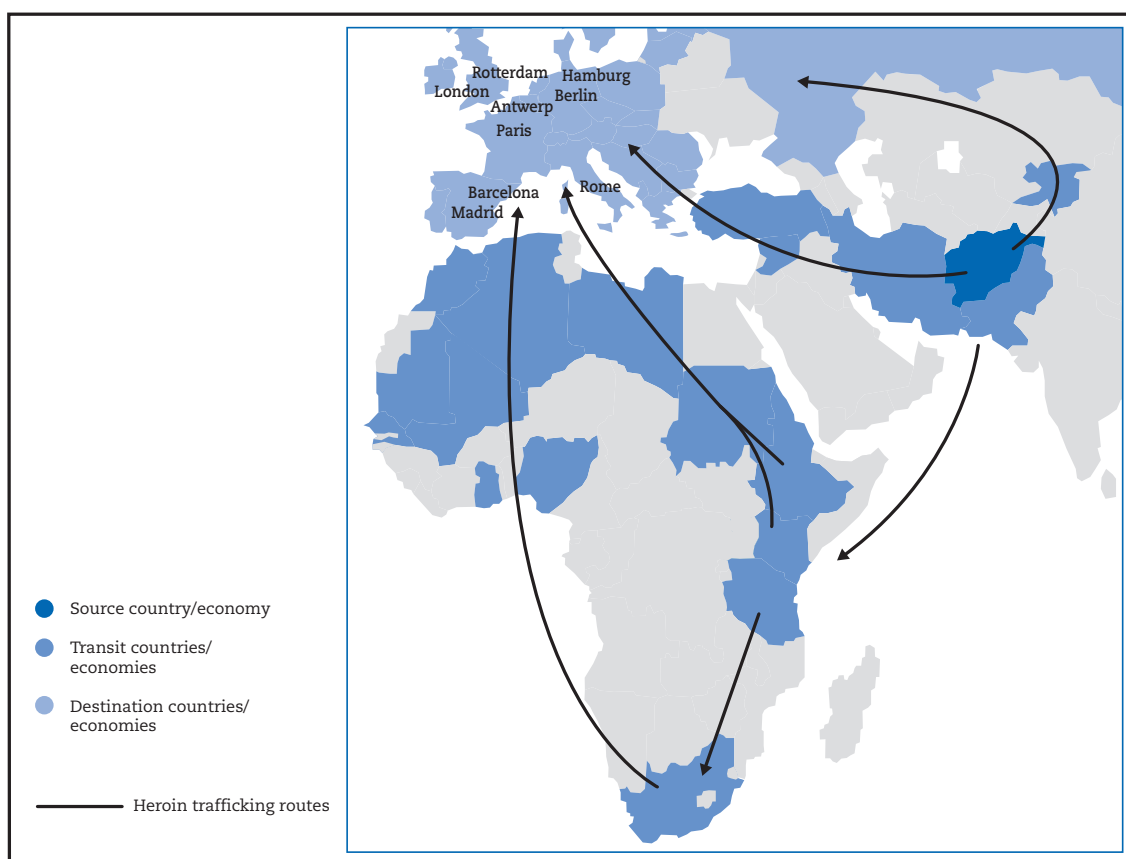 Rotterdam
Hamburg
London
Berlin
Antwerp
Paris
Barcelona
Rome
Madrid
Source country/economy
Transit countries/
economies
Destination countries/
economies
Heroin trafficking routes